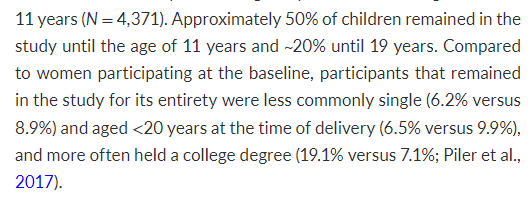 11 years (N = 4,371). Approximately 50% of children remained in the
study until the age of 11 years and ~20% until 19 years. Compared
to women participating at the baseline, participants that remained
in the study for its entirety were less commonly single (6.2% versus
8.9%) and aged <20 years at the time of delivery (6.5% versus 9.9%),
and more often held a college degree (19.1% versus 7.1%; Piler et al.,
2017).